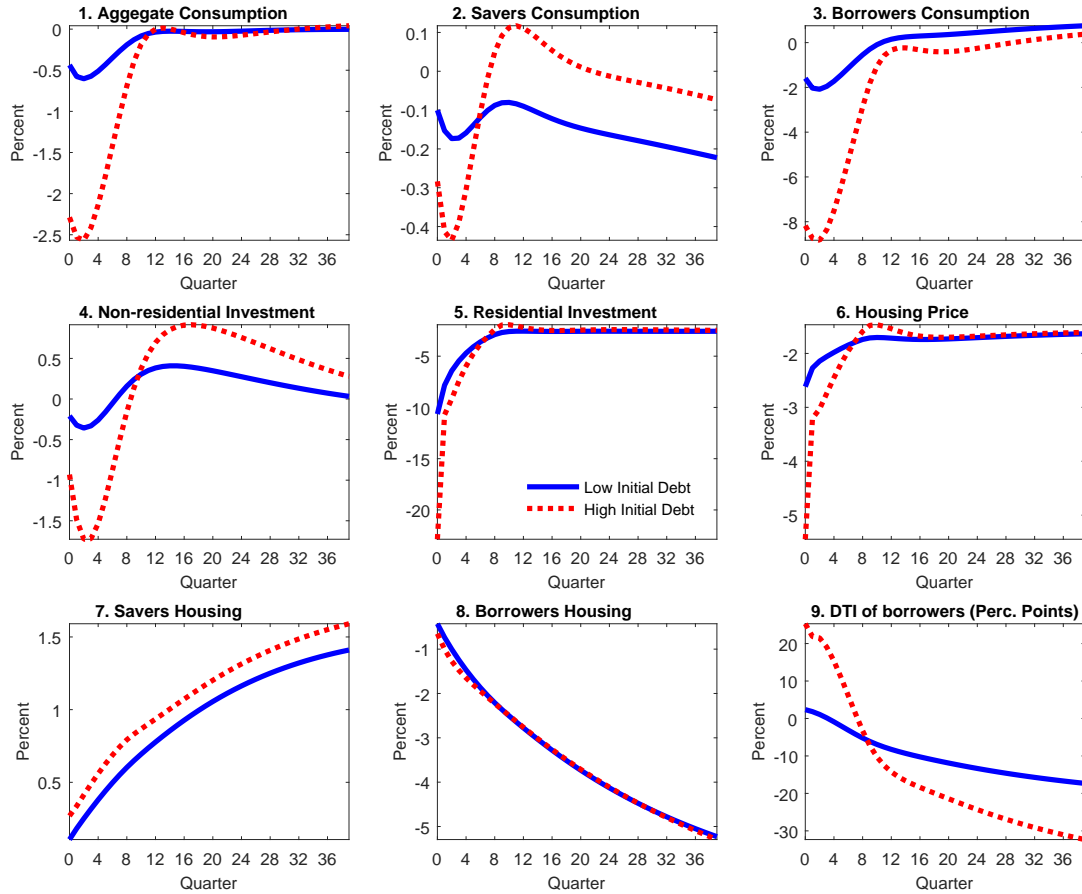 1. Aggegate Consumption
0
-0.5
-1
-1.5
-2
-2.5
Percent
0 4 8 12 16 20 24 28 32 36
Quarter
2. Savers Consumption
0.1
0
-0.1
-0.2
-0.3
-0.4
Percent
0 4 8 12 16 20 24 28 32 36
Quarter
3. Borrowers Consumption
0
-2
-4
-6
-8
Percent
0 4 8 12 16 20 24 28 32 36
Quarter
4. Non-residential Investment
0.5
0
-0.5
-1
-1.5
Percent
0 4 8 12 16 20 24 28 32 36
Quarter
5. Residential Investment
-5
-10
-15
-20
Percent
Low Initial Debt
High Initial Debt
0 4 8 12 16 20 24 28 32 36
Quarter
6. Housing Price
-2
-3
-4
-5
Percent
0 4 8 12 16 20 24 28 32 36
Quarter
7. Savers Housing
1.5
1
0.5
Percent
0 4 8 12 16 20 24 28 32 36
Quarter
8. Borrowers Housing
-1
-2
-3
-4
-5
Percent
0 4 8 12 16 20 24 28 32 36
Quarter
9. DTI of borrowers (Perc. Points)
20
10
0
-10
-20
-30
Percent
0 4 8 12 16 20 24 28 32 36
Quarter